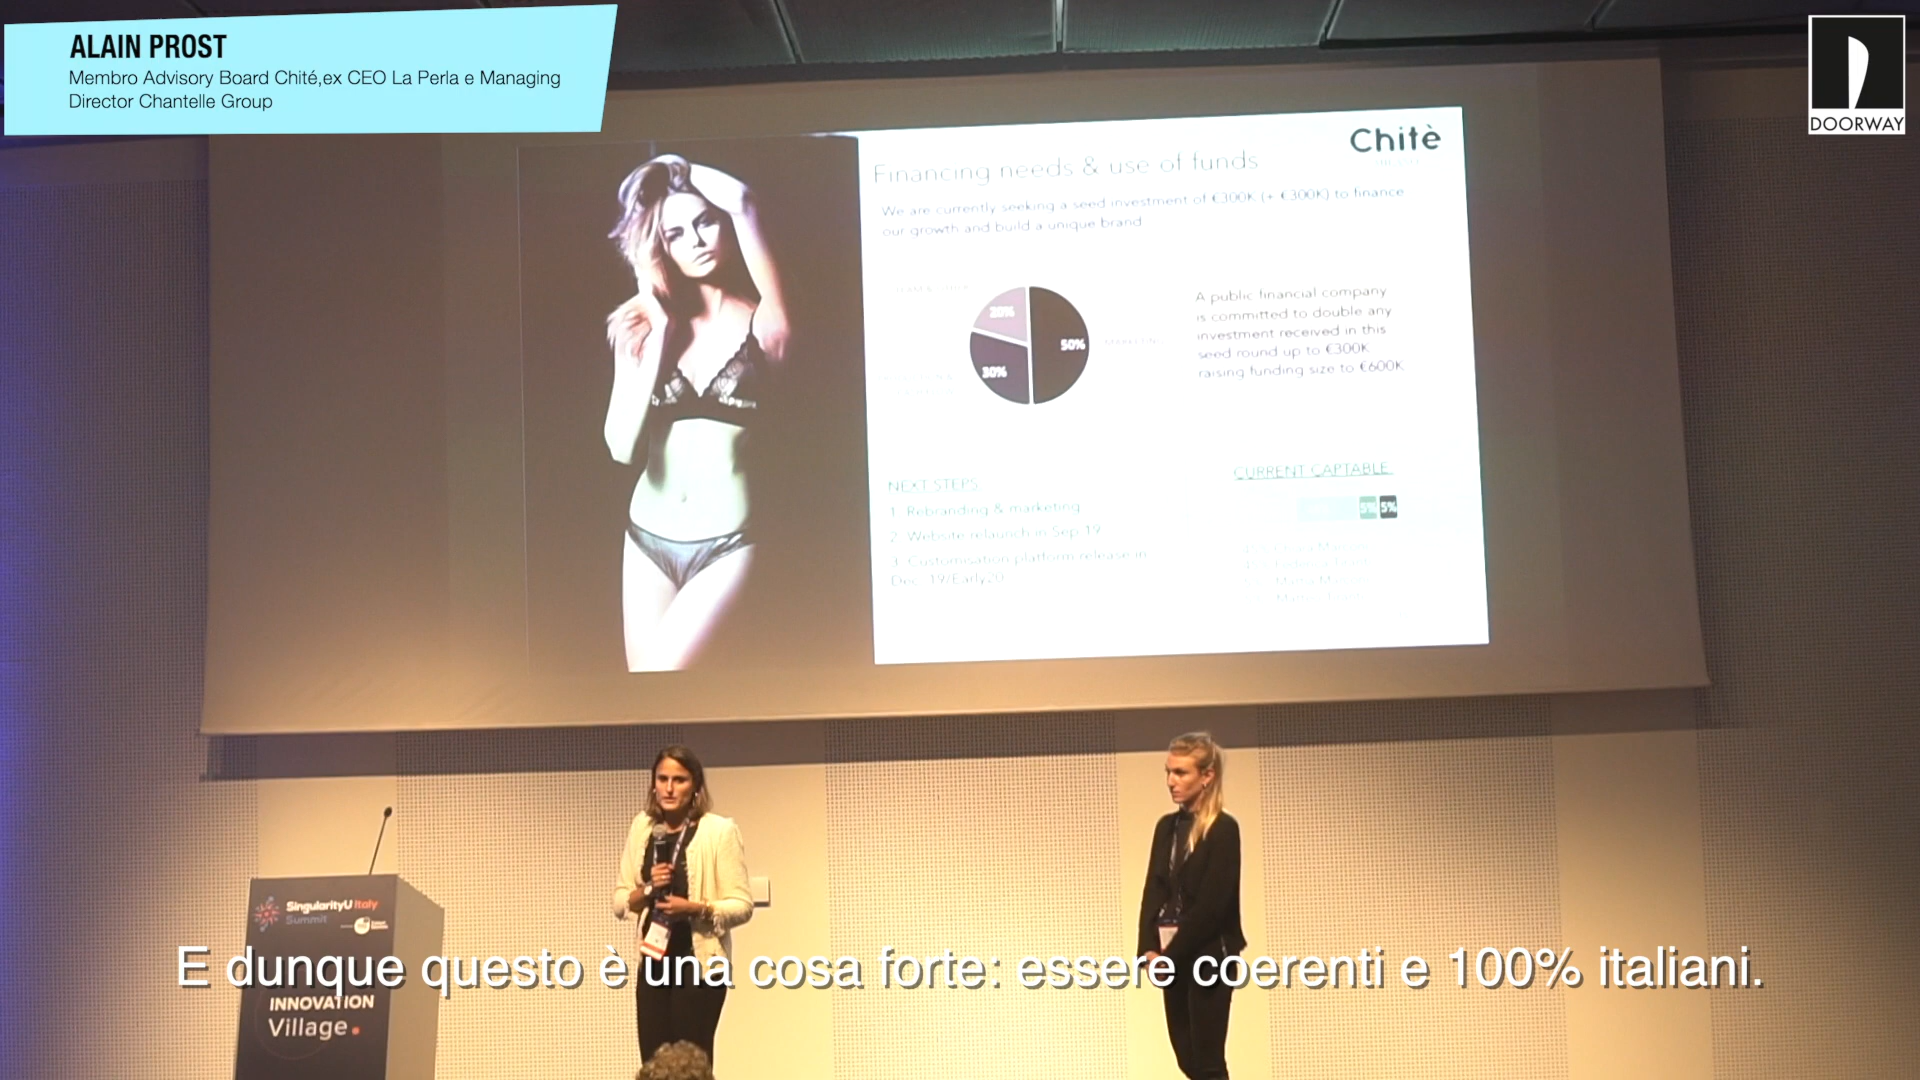 ALAIN PROST
Membro Advisory Board Chité,ex CEO La Perla e Managing
Director Chantelle Group
DOORWAY
Chitè
Financing needs & use of funds
We are currently seeking a seed investment of €300K (+ €300K) to finance
our growth and build a unique brand
20%
50%
30%
A public financial company
is committed to double any
investment received in this
seed round up to €300K
raising funding size to €600K
NEXT STEPS:
1. Rebranding & marketing
2. Website relaunch in Sep 19
3. Customisation platform release in
Dec. 19/Early20
CURRENT CAPTABLE
5% 5%
SingularityU Italy
Summit
E dunque questo è una cosa forte: essere coerenti e 100% italiani.
INNOVATION
Village